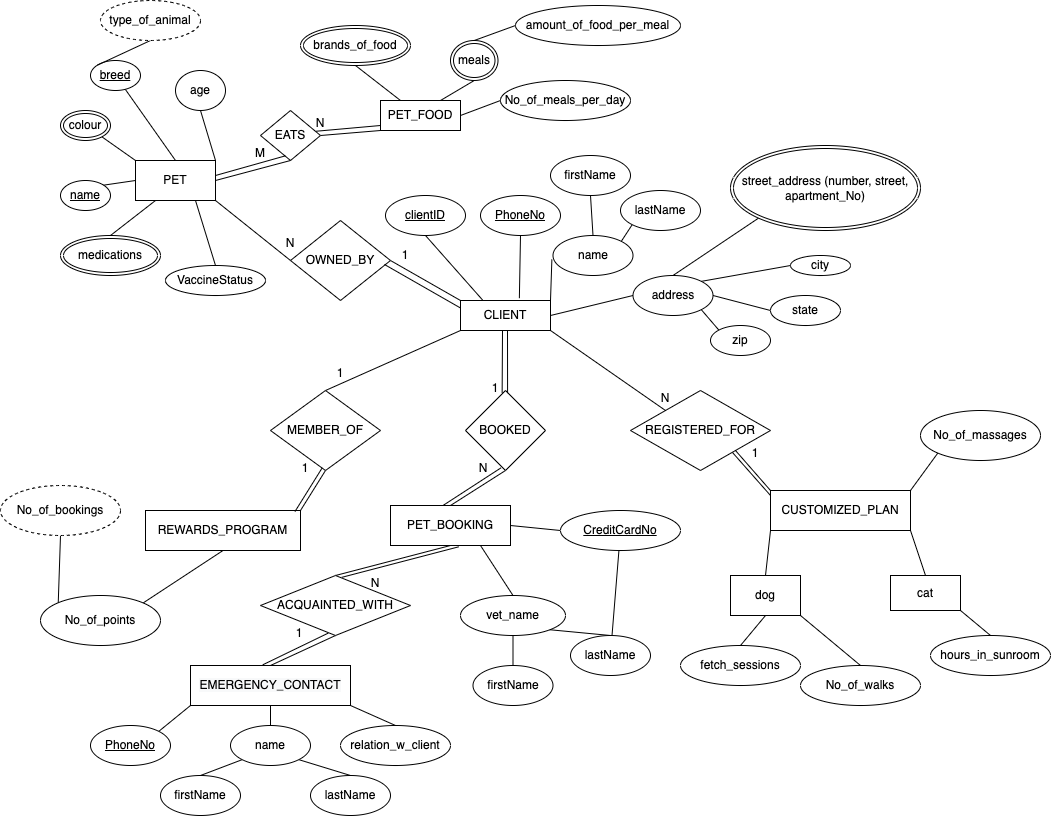 type_of_animal
brands_of_food
amount_of_food_per_meal
meals
breed
age
No_of_meals_per_day
PET_FOOD
colour
N
EATS
M
PET
name
firstName
lastName
street_address (number, street,
apartment_No)
clientID
PhoneNo
medications
VaccineStatus
N
OWNED_BY
1
name
city
address
state
CLIENT
zip
1
1
N
MEMBER_OF
BOOKED
REGISTERED_FOR
No_of_massages
1
N
1
No_of_bookings
REWARDS_PROGRAM
PET_BOOKING
CreditCardNo
CUSTOMIZED_PLAN
N
ACQUAINTED_WITH
dog
cat
No_of_points
1
vet_name
lastName
hours_in_sunroom
fetch_sessions
EMERGENCY_CONTACT
firstName
No_of_walks
PhoneNo
name
relation_w_client
firstName
lastName